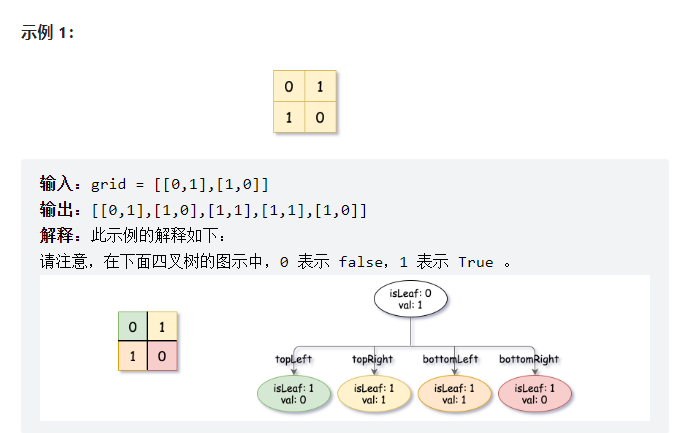 示例 1：
0 1
1 0
输入：grid = [[0,1],[1,0]]
输出：[[0,1],[1,0],[1,1],[1,1],[1,0]]
解释：此示例的解释如下：
请注意，在下面四叉树的图示中，0 表示 false，1 表示 True 。
isLeaf: 0
val: 1
0 1
1 0
topLeft topRight bottomLeft bottomRight
isLeaf: 1 isLeaf: 1 isLeaf: 1 isLeaf: 1
val: 0 val: 1 val: 1 val: 0